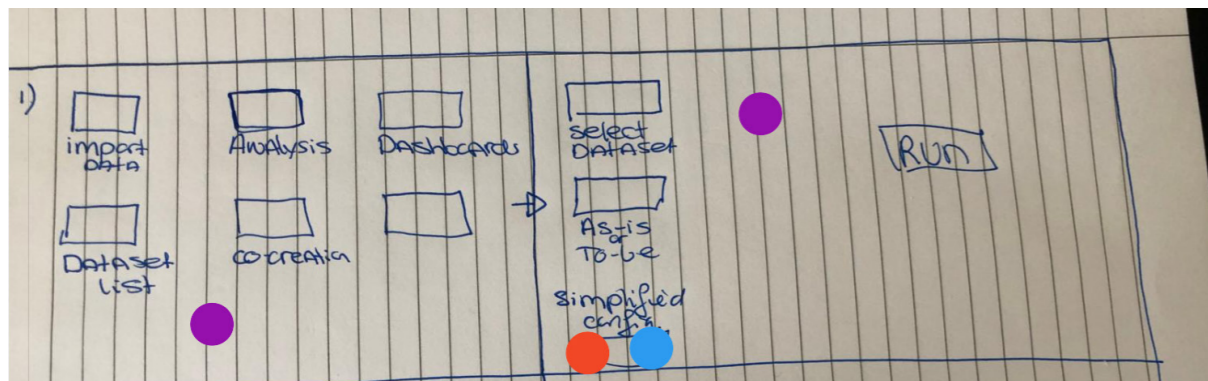 1)
import
DATA
Analysis
Dashboards
Dataset
List
co-creation
select
Dataset
As-is
or
To-be
Simplified
RUN